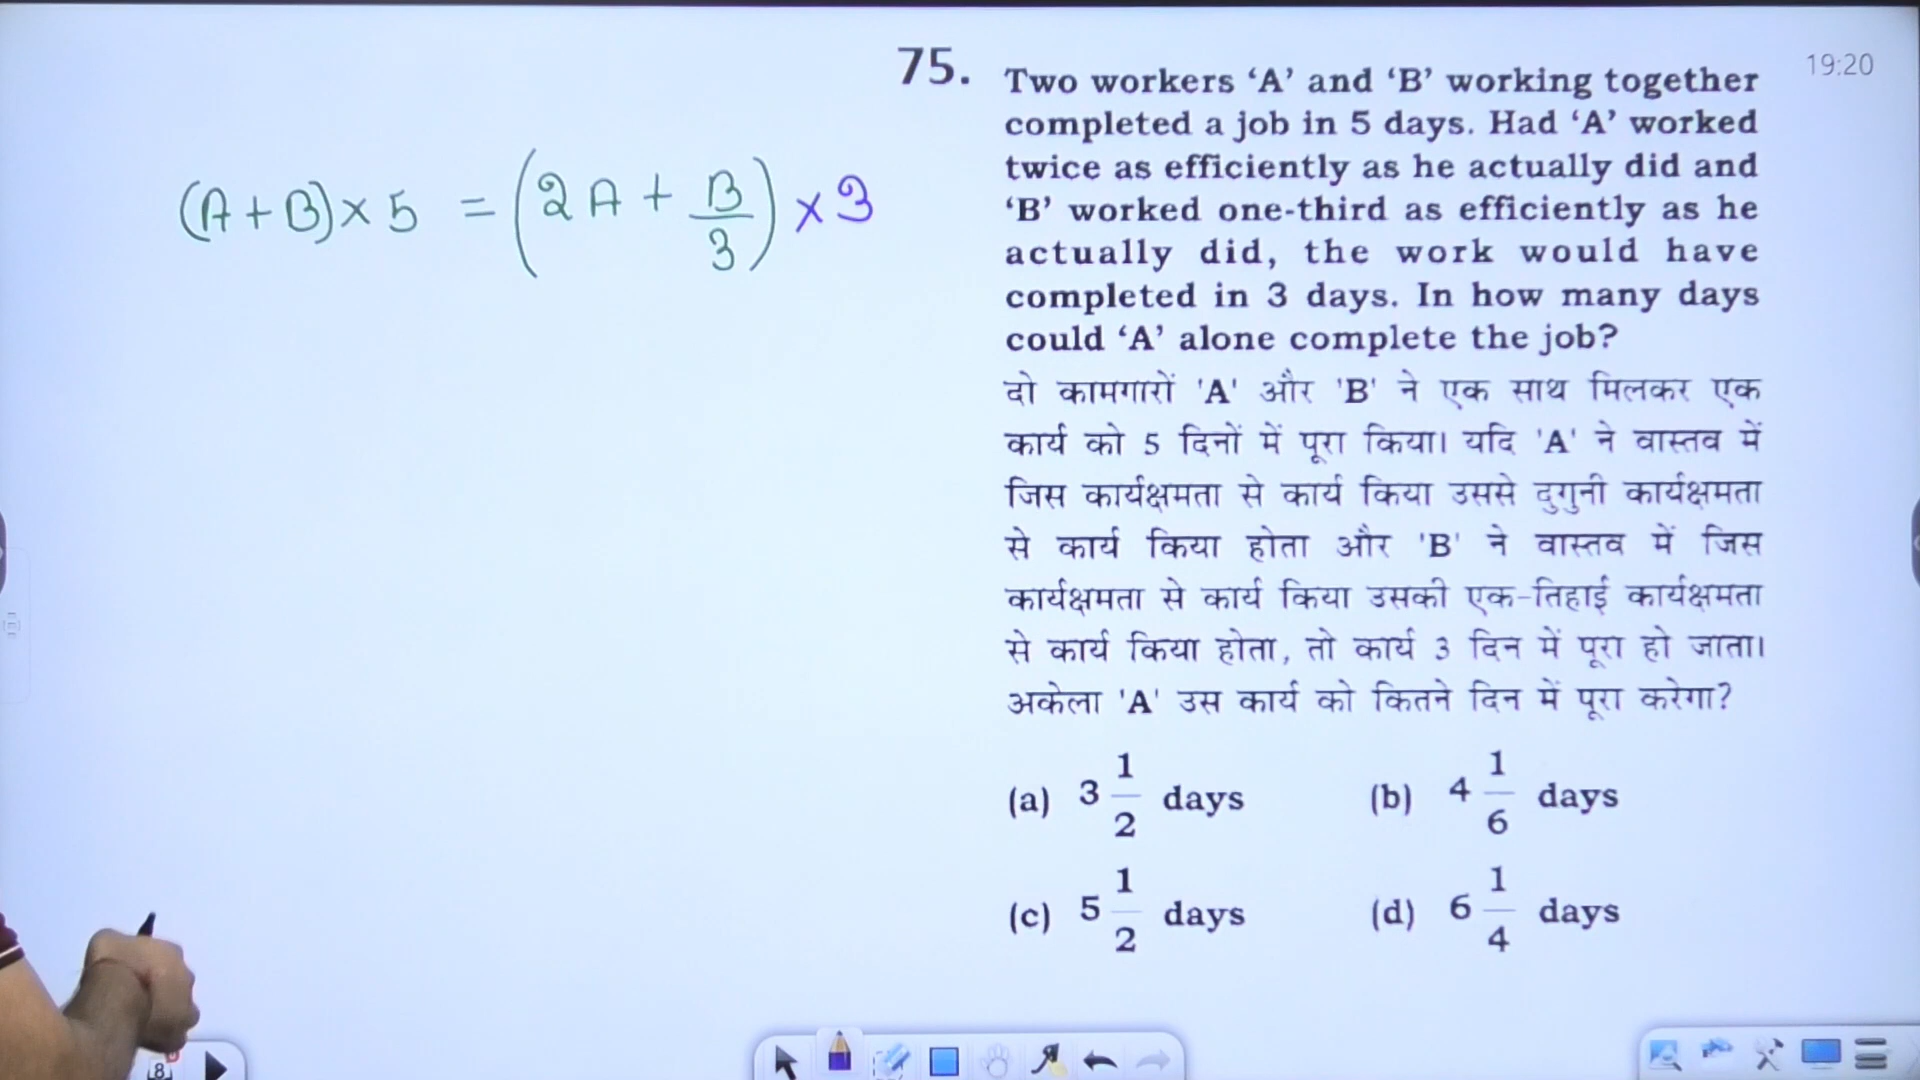 75.
19:20
Two workers ‘A’ and ‘B’ working together
completed a job in 5 days. Had ‘A’ worked
twice as efficiently as he actually did and
‘B’ worked one-third as efficiently as he
actually did, the work would have
completed in 3 days. In how many days
could ‘A’ alone complete the job?
(A+B)×5 = (2A + B/3) ×3
दो कामगारों 'A' और 'B' ने एक साथ मिलकर एक
कार्य को 5 दिनों में पूरा किया। यदि 'A' ने वास्तव में
जिस कार्यक्षमता से कार्य किया उससे दुगुनी कार्यक्षमता
से कार्य किया होता और 'B' ने वास्तव में जिस
कार्यक्षमता से कार्य किया उसकी एक-तिहाई कार्यक्षमता
से कार्य किया होता, तो कार्य 3 दिन में पूरा हो जाता।
अकेला 'A' उस कार्य को कितने दिन में पूरा करेगा?
(a) 3 1/2 days (b) 4 1/6 days
(c) 5 1/2 days (d) 6 1/4 days
8